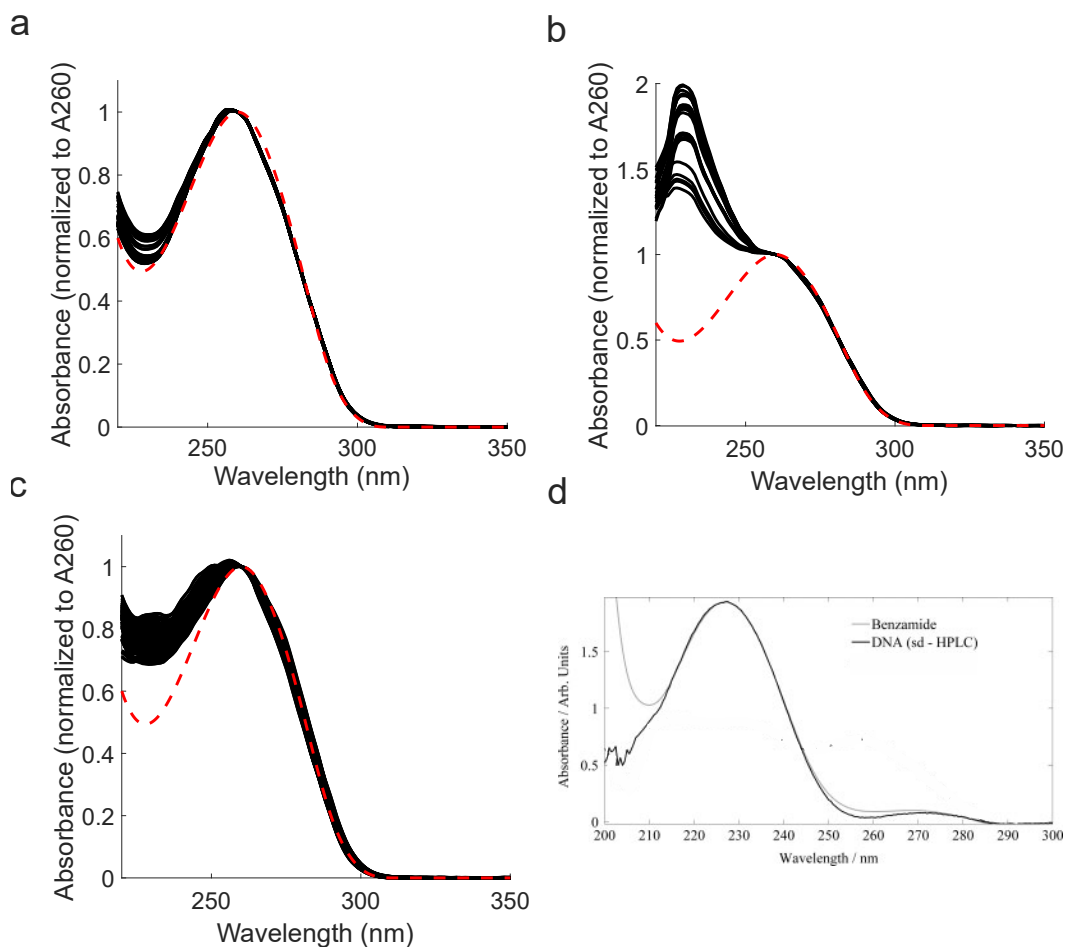 a
Absorbance (normalized to A260)
1
0.8
0.6
0.4
0.2
0
250
300
350
Wavelength (nm)
b
Absorbance (normalized to A260)
2
1.5
1
0.5
0
250
300
350
Wavelength (nm)
c
Absorbance (normalized to A260)
1
0.8
0.6
0.4
0.2
0
250
300
350
Wavelength (nm)
d
Absorbance / Arb. Units
1.5
1
0.5
0
Benzamide
DNA (sd - HPLC)
200 210 220 230 240 250 260 270 280 290 300
Wavelength / nm